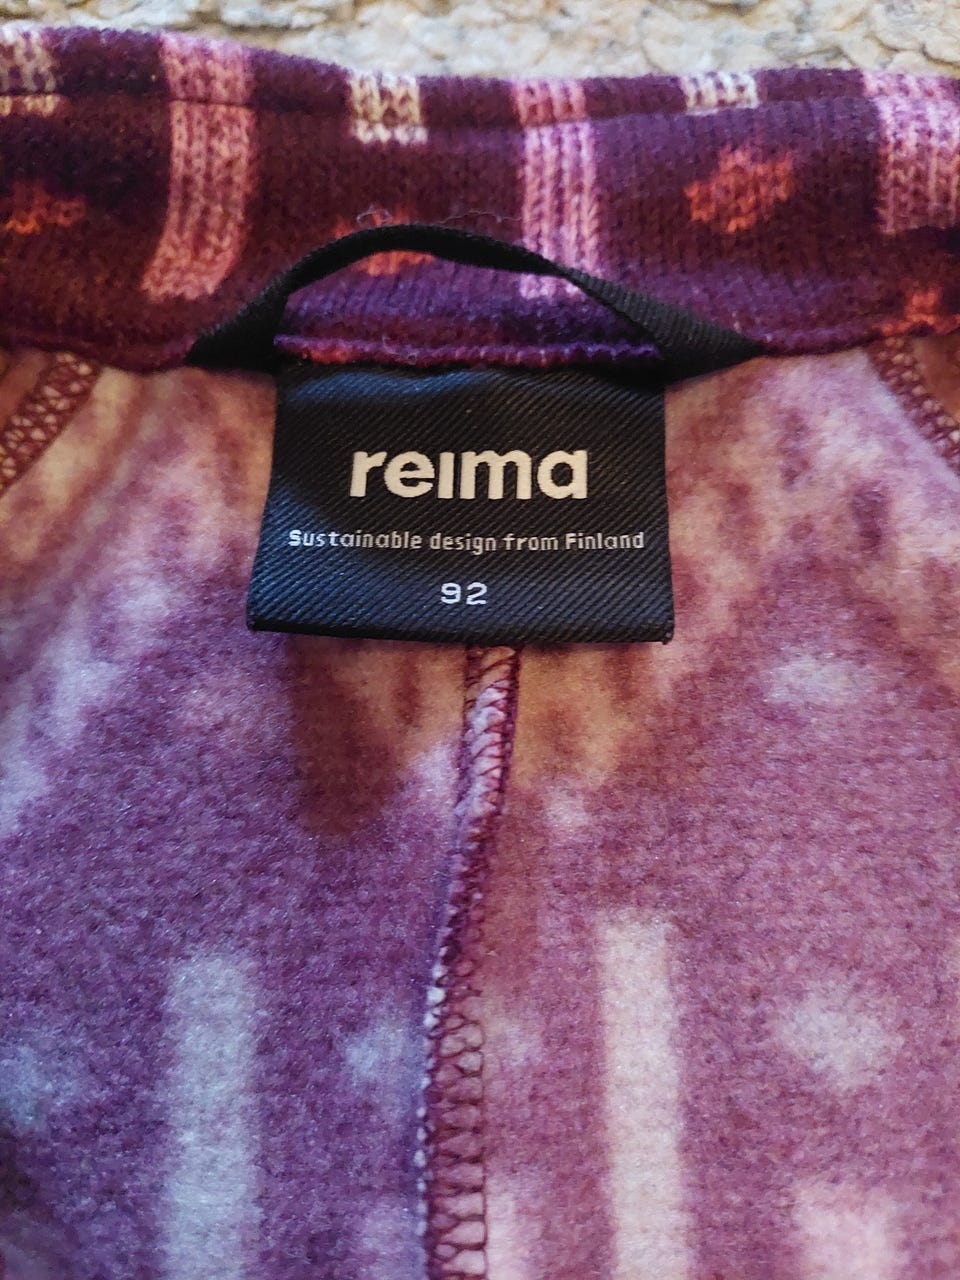 reima
Sustainable design from Finland
92